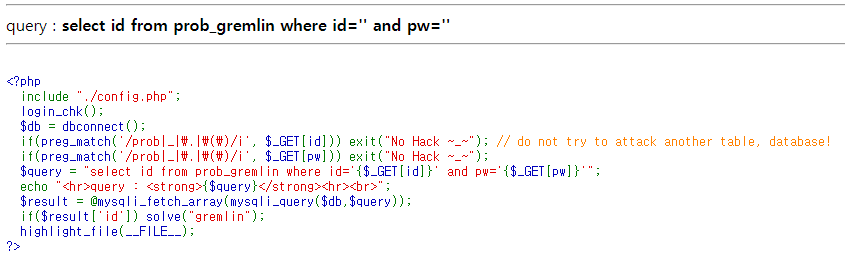 query : select id from prob_gremlin where id='' and pw=''
<?php
  include "./config.php";
  login_chk();
  $db = dbconnect();
  if(preg_match('/prob|_|₩.|₩(₩)/i', $_GET[id])) exit("No Hack ~_~"); // do not try to attack another table, database!
  if(preg_match('/prob|_|₩.|₩(₩)/i', $_GET[pw])) exit("No Hack ~_~");
  $query = "select id from prob_gremlin where id='{$_GET[id]}' and pw='{$_GET[pw]}'";
  echo "<hr>query : <strong>{$query}</strong><hr><br>";
  $result = @mysqli_fetch_array(mysqli_query($db,$query));
  if($result['id']) solve("gremlin");
  highlight_file(__FILE__);
?>